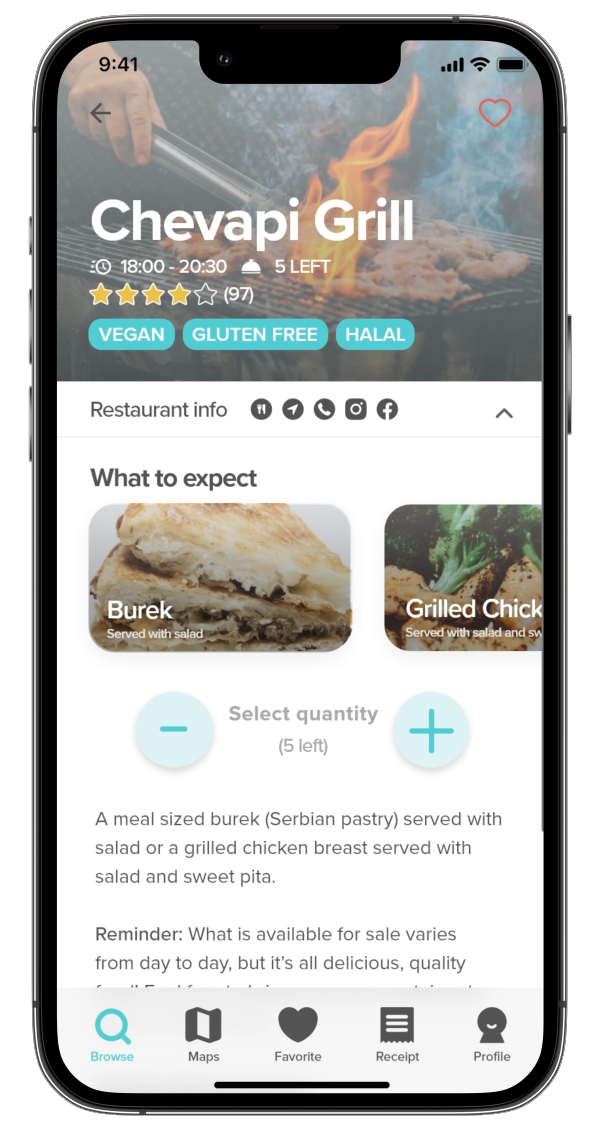 9:41
Chevapi Grill
18:00 - 20:30 5 LEFT
(97)
VEGAN GLUTEN FREE HALAL
Restaurant info
What to expect
Burek
Served with salad
Grilled Chick
Served with salad and sw
Select quantity
(5 left)
A meal sized burek (Serbian pastry) served with
salad or a grilled chicken breast served with
salad and sweet pita.
Reminder: What is available for sale varies
from day to day, but it's all delicious, quality
Browse Maps Favorite Receipt Profile